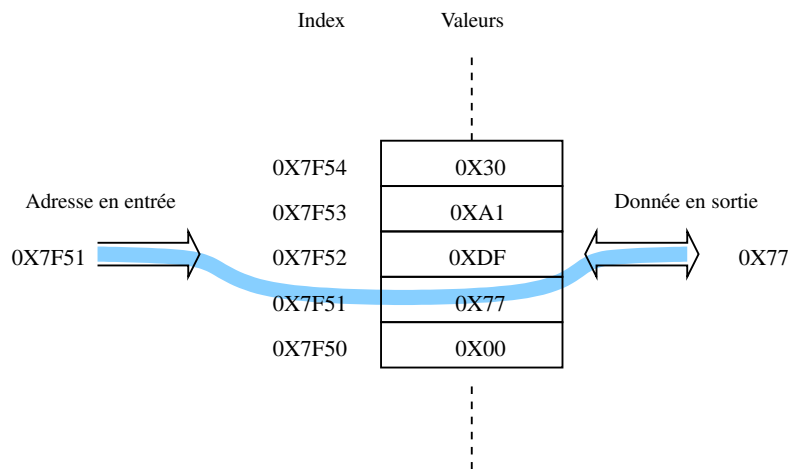 Index Valeurs
0X7F54 0X30
Adresse en entrée 0X7F53 0XA1 Donnée en sortie
0X7F51 0X7F52 0XDF 0X77
0X7F51 0X77
0X7F50 0X00